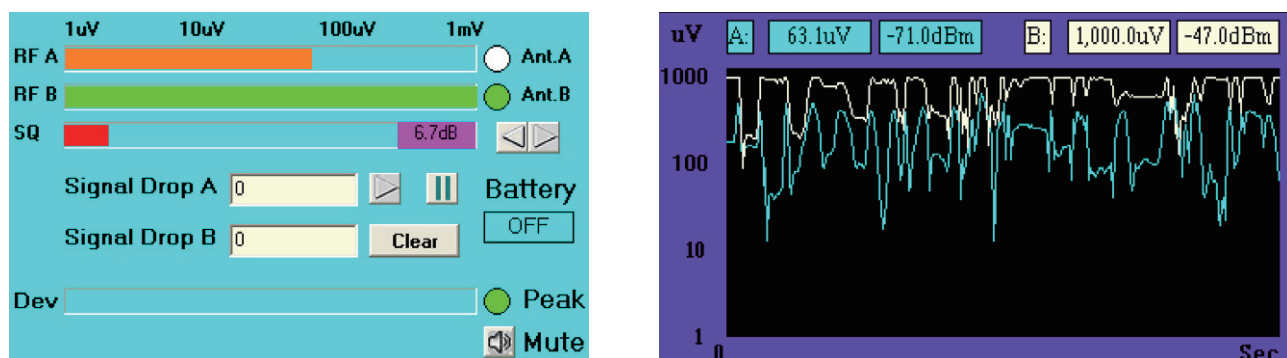 1uV 10uV 100uV 1mV
RF A Ant.A
RF B Ant.B
SQ 6.7dB
Signal Drop A 0
Battery
OFF
Signal Drop B 0 Clear
Dev Peak
Mute
uV A: 63.1uV -71.0dBm B: 1,000.0uV -47.0dBm
1000
100
10
1
0 Sec